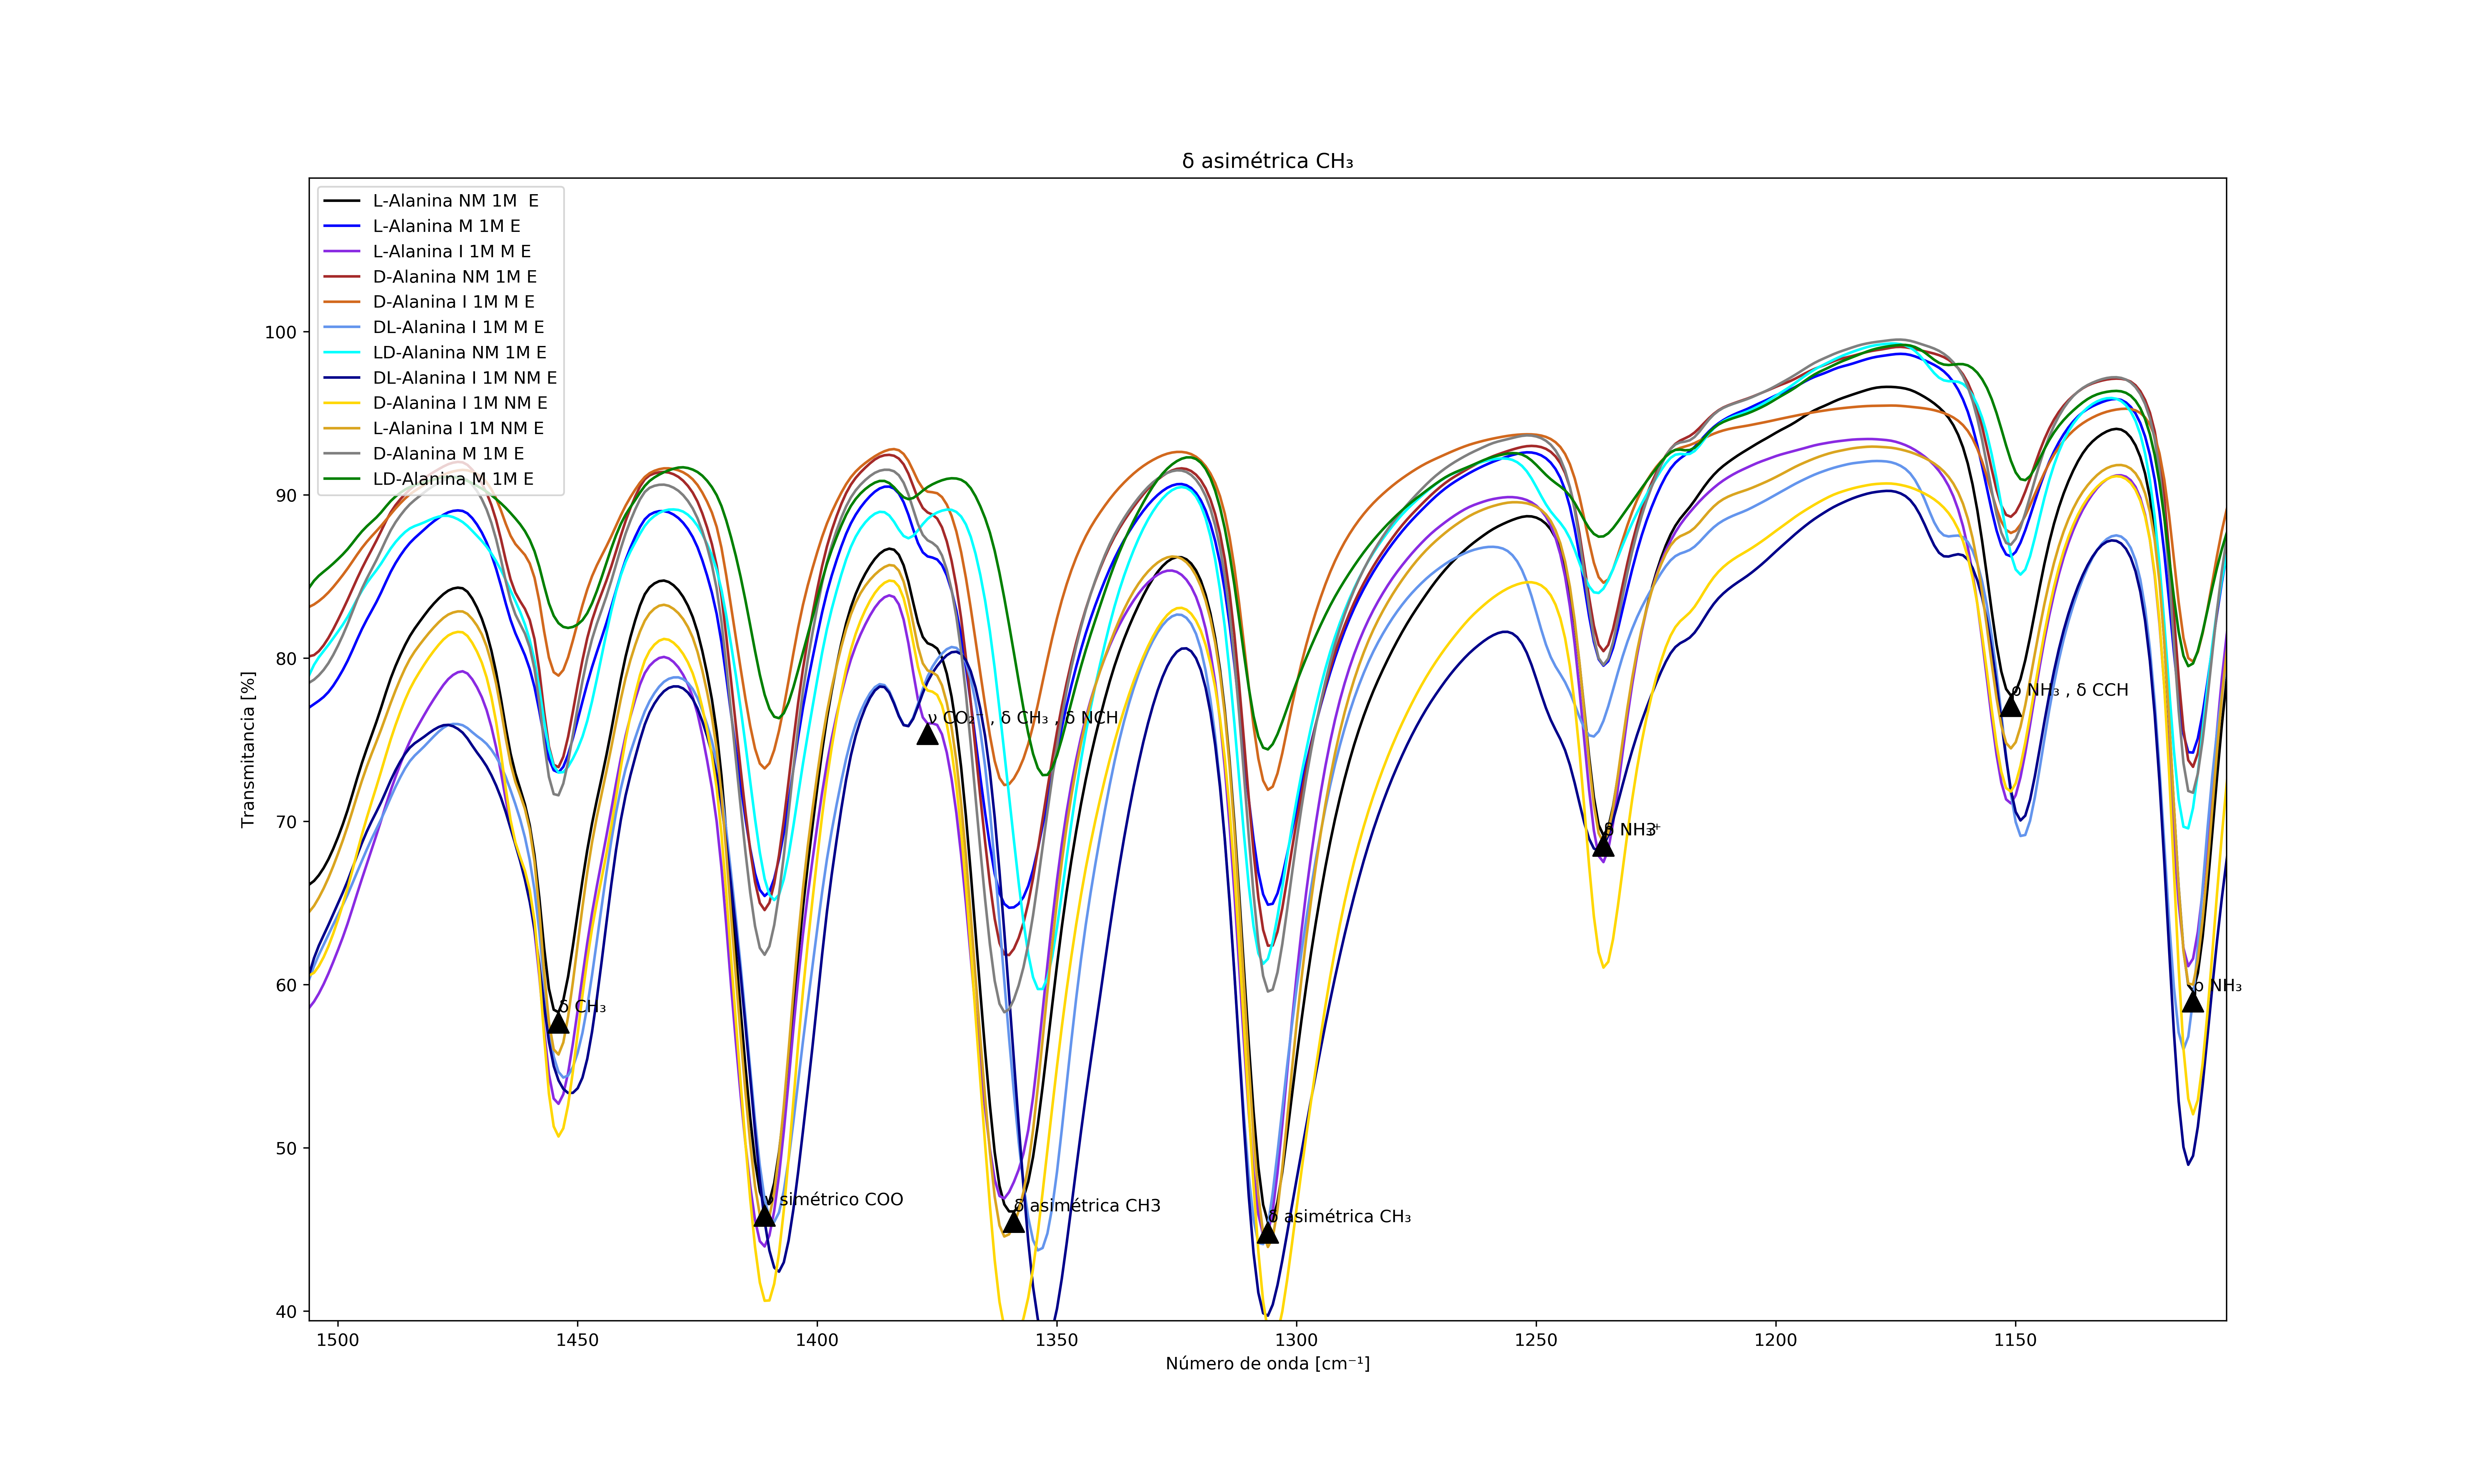 δ asimétrica CH₃
L-Alanina NM 1M  E
L-Alanina M 1M E
L-Alanina I 1M M E
D-Alanina NM 1M E
D-Alanina I 1M M E
DL-Alanina I 1M M E
LD-Alanina NM 1M E
DL-Alanina I 1M NM E
D-Alanina I 1M NM E
L-Alanina I 1M NM E
D-Alanina M 1M E
LD-Alanina M 1M E
100
90
80
70
60
50
40
Transmitancia [%]
ρ NH₃ , δ CCH
ν CO₂⁻ , δ CH₃ , δ NCH
ρ NH₃
δ CH₃
ν simétrico COO
δ asimétrica CH3
δ asimétrica CH₃
1500
1450
1400
1350
1300
1250
1200
1150
Número de onda [cm⁻¹]